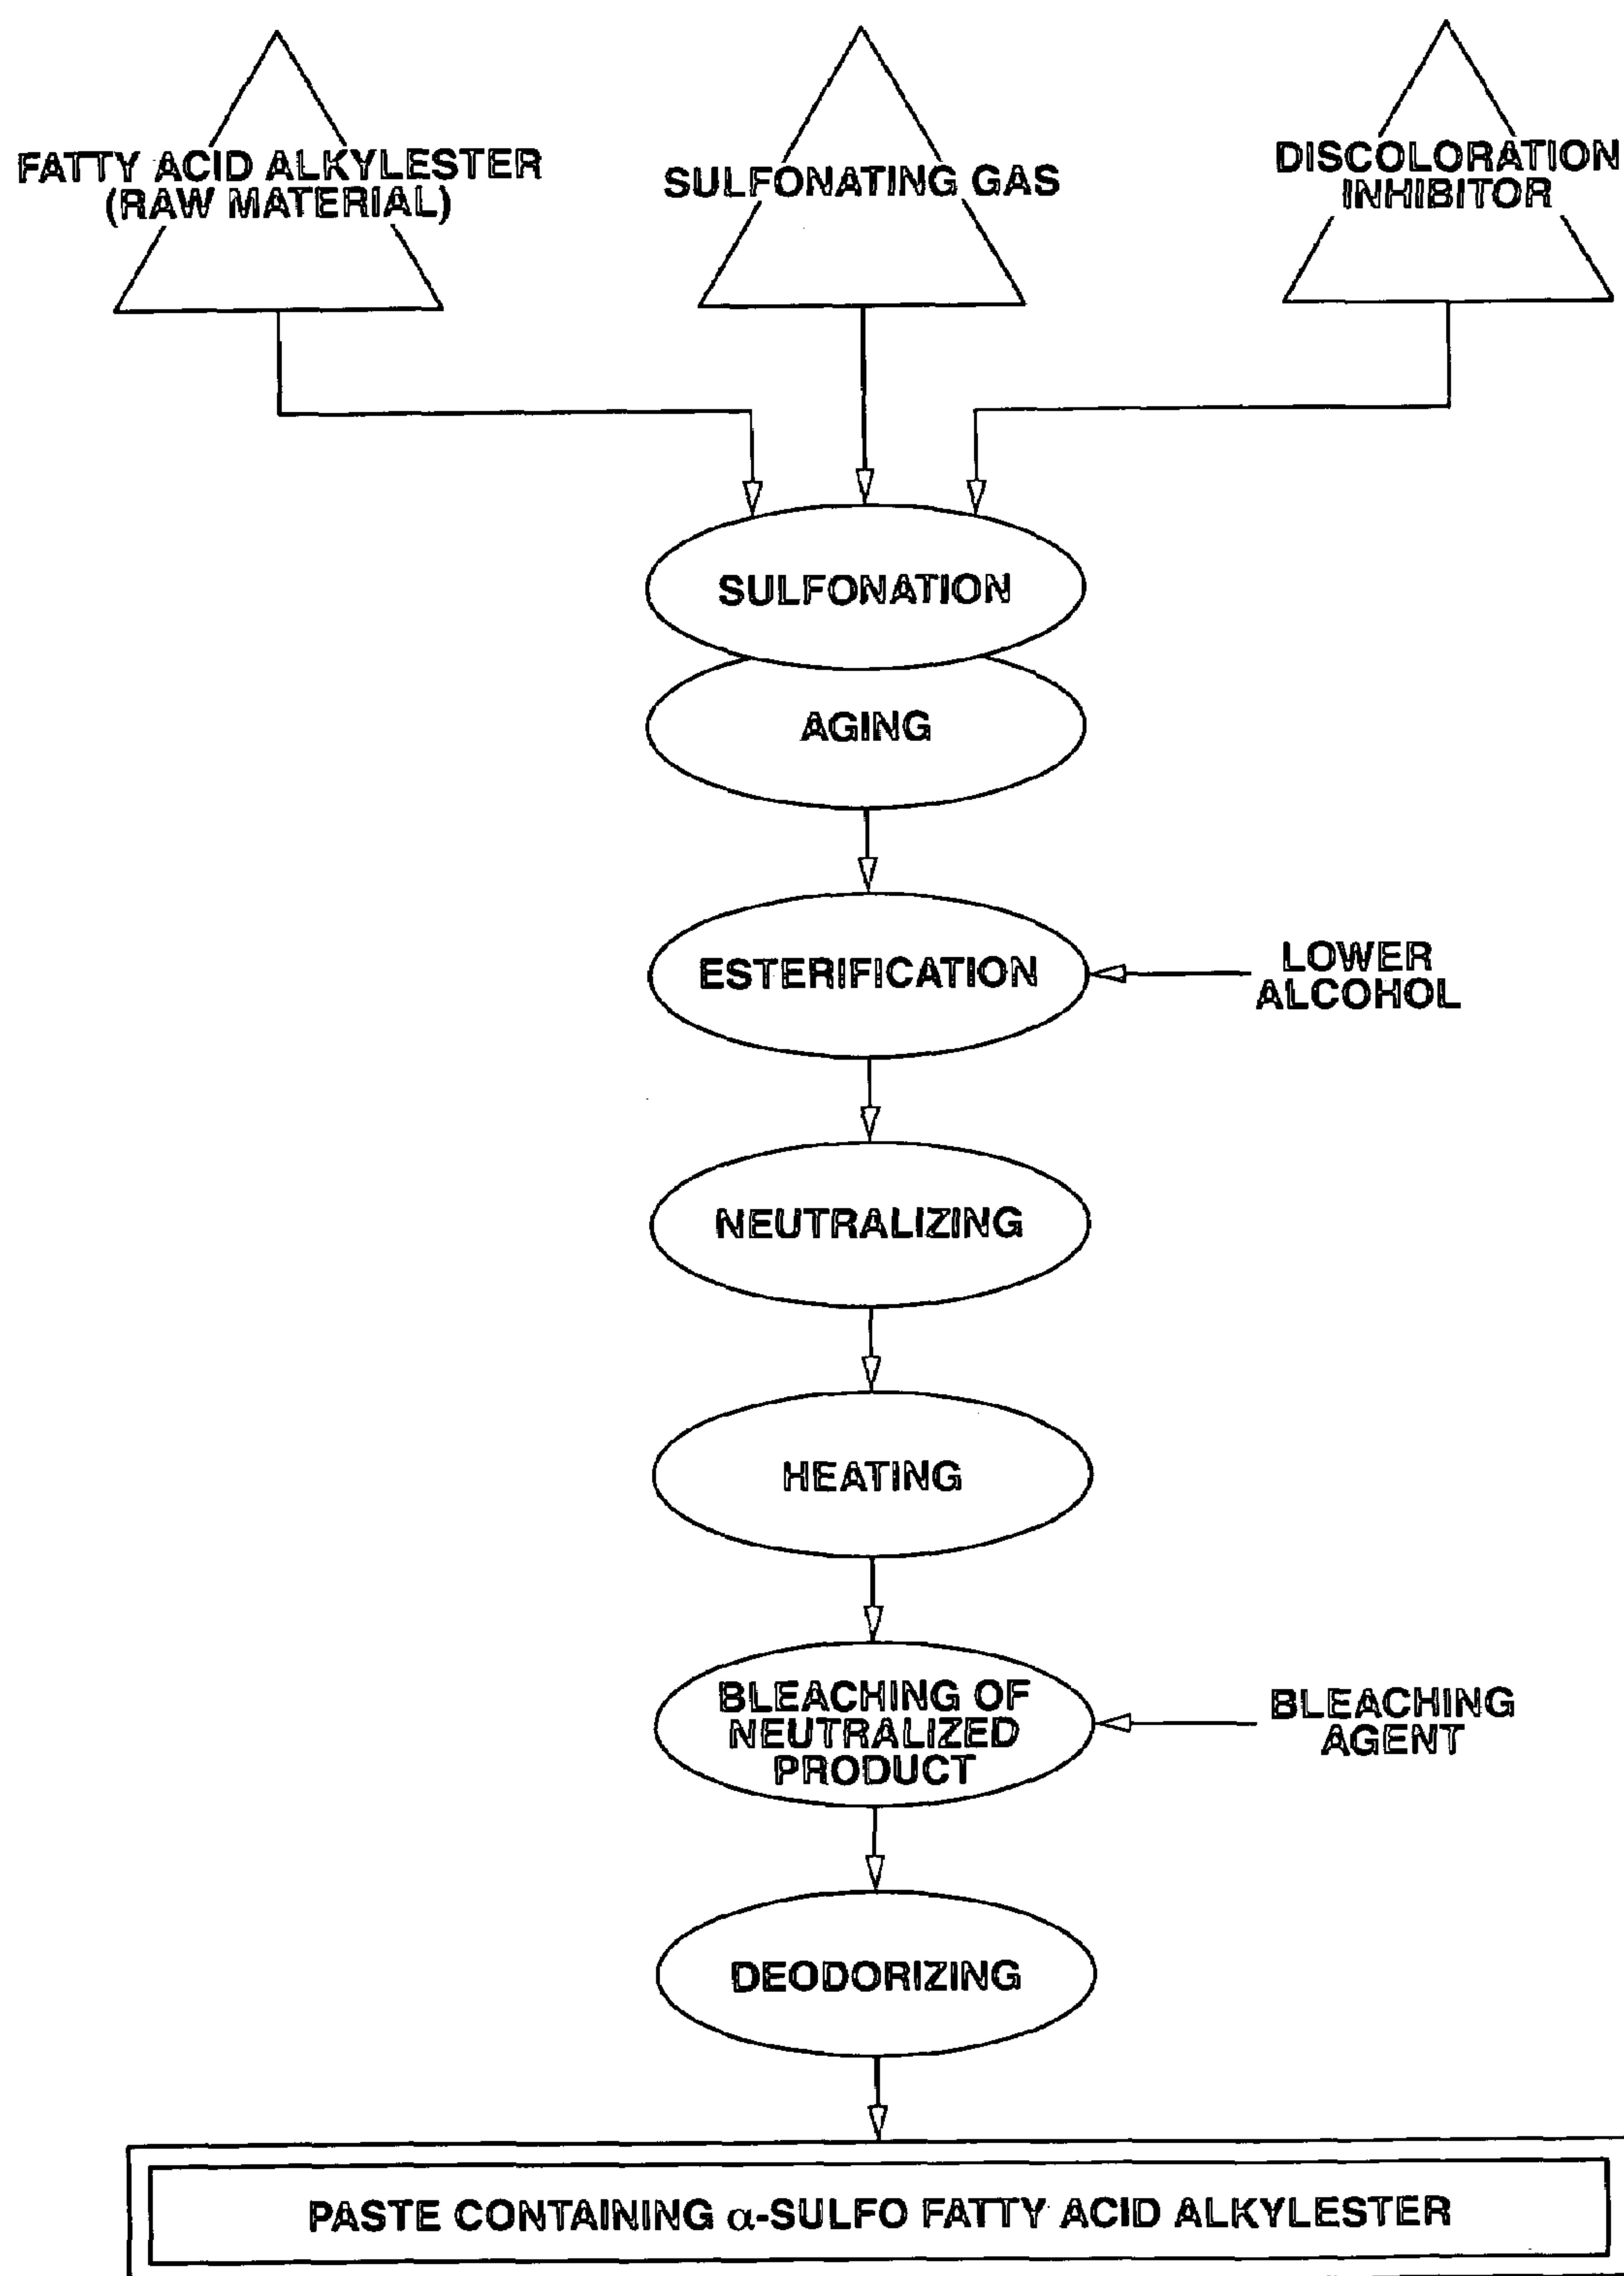 FATTY ACID ALKYLESTER
(RAW MATERIAL)
SULFONATING GAS
DISCOLORATION
INHIBITOR
SULFONATION
AGING
ESTERIFICATION
LOWER
ALCOHOL
NEUTRALIZING
HEATING
BLEACHING OF
NEUTRALIZED
PRODUCT
BLEACHING
AGENT
DEODORIZING
PASTE CONTAINING α-SULFO FATTY ACID ALKYLESTER